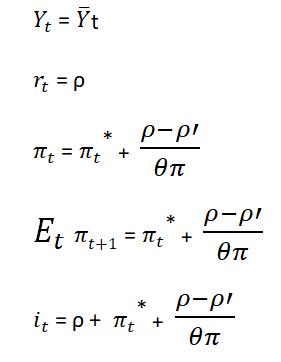 Yₜ = Ȳt
rₜ = ρ
πₜ = πₜ* + (ρ−ρ′)/(θπ)
Eₜ πₜ₊₁ = πₜ* + (ρ−ρ′)/(θπ)
iₜ = ρ + πₜ* + (ρ−ρ′)/(θπ)